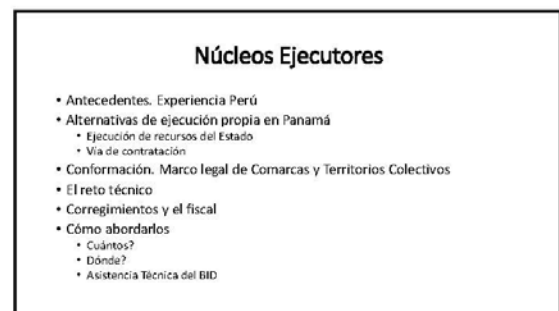 Núcleos Ejecutores
• Antecedentes. Experiencia Perú
• Alternativas de ejecución propia en Panamá
• Ejecución de recursos del Estado
• Vía de contratación
• Conformación. Marco legal de Comarcas y Territorios Colectivos
• El reto técnico
• Corregimientos y el fiscal
• Cómo abordarlos
• Cuántos?
• Dónde?
• Asistencia Técnica del BID